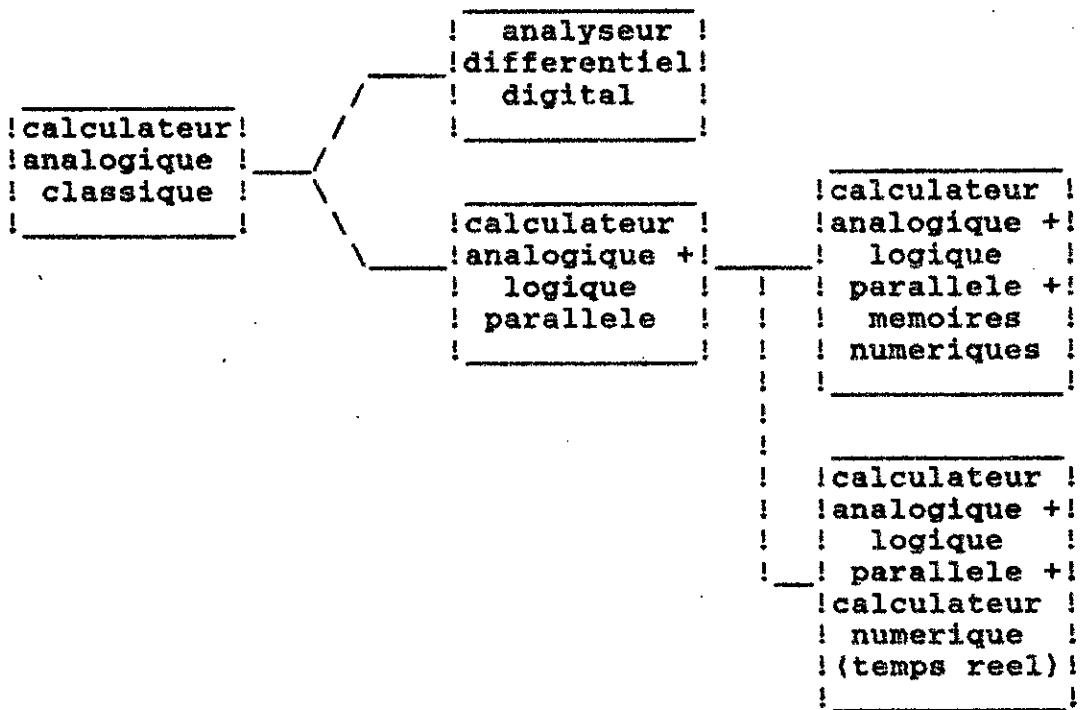 analyseur
differentiel
digital
calculateur
analogique
classique
calculateur
analogique +
logique
parallele
calculateur
analogique +
logique
parallele +
memoires
numeriques
calculateur
analogique +
logique
parallele +
calculateur
numerique
(temps reel)